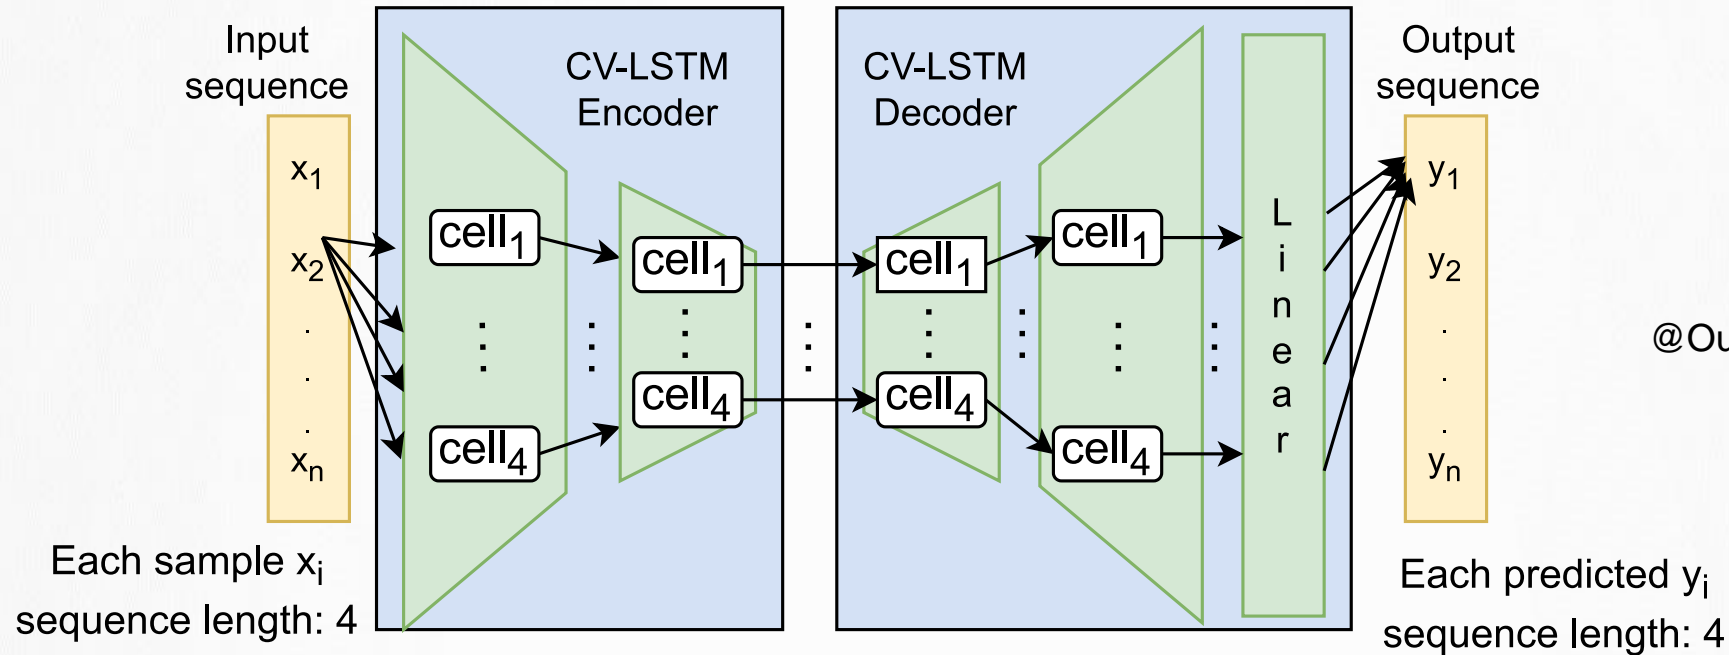 Input
sequence
x1
x2
.
.
.
xn
Each sample xi
sequence length: 4
CV-LSTM
Encoder
cell1
⋮
cell4
⋮
cell1
⋮
cell4
⋮
CV-LSTM
Decoder
cell1
⋮
cell4
⋮
cell1
⋮
cell4
⋮
L
i
n
e
a
r
Output
sequence
y1
y2
.
.
.
yn
Each predicted yi
sequence length: 4
@Ou